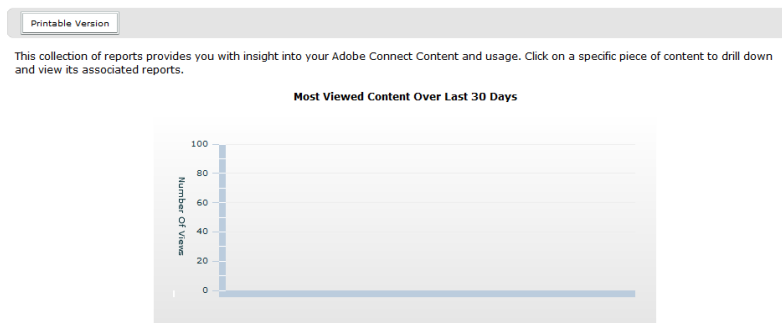 Printable Version
This collection of reports provides you with insight into your Adobe Connect Content and usage. Click on a specific piece of content to drill down
and view its associated reports.
Most Viewed Content Over Last 30 Days
Number Of Views
100
80
60
40
20
0